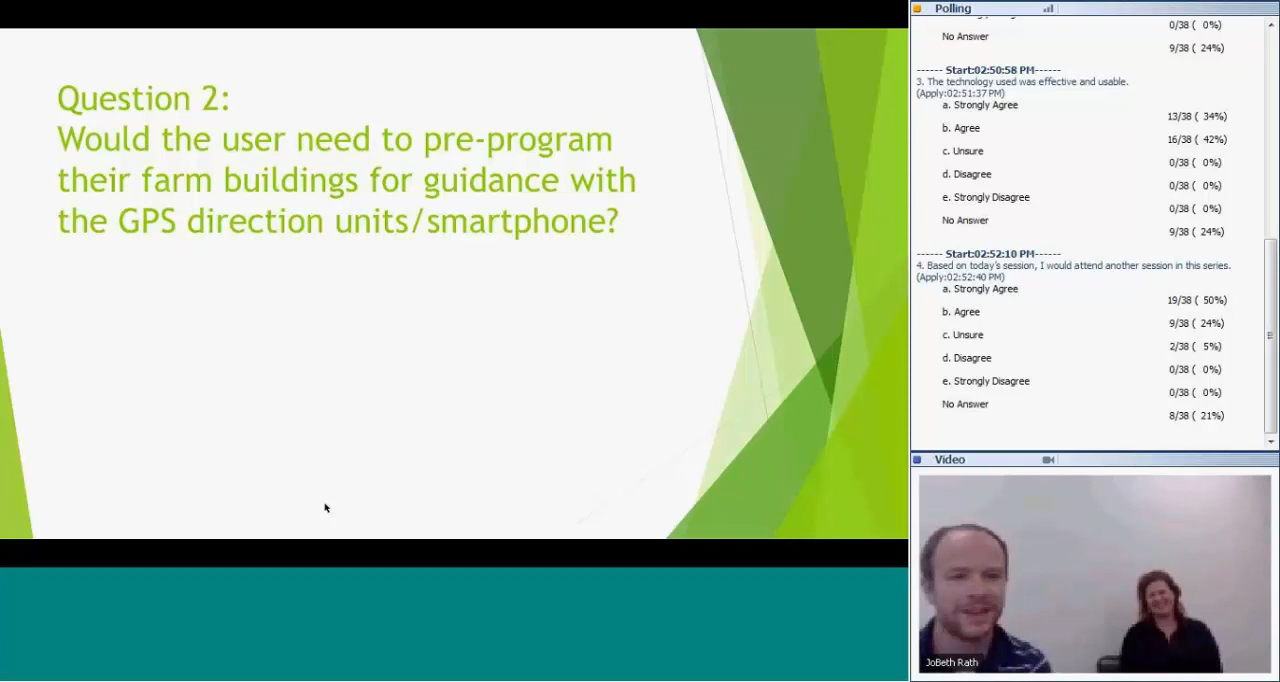 Question 2:
Would the user need to pre-program
their farm buildings for guidance with
the GPS direction units/smartphone?
Polling
0/38 ( 0%)
No Answer
9/38 ( 24%)
------ Start:02:50:58 PM------
3. The technology used was effective and usable.
(Apply:02:51:37 PM)
a. Strongly Agree
13/38 ( 34%)
b. Agree
16/38 ( 42%)
c. Unsure
0/38 ( 0%)
d. Disagree
0/38 ( 0%)
e. Strongly Disagree
0/38 ( 0%)
No Answer
9/38 ( 24%)
------ Start:02:52:10 PM------
4. Based on today's session, I would attend another session in this series.
(Apply:02:52:40 PM)
a. Strongly Agree
19/38 ( 50%)
b. Agree
9/38 ( 24%)
c. Unsure
2/38 ( 5%)
d. Disagree
0/38 ( 0%)
e. Strongly Disagree
0/38 ( 0%)
No Answer
8/38 ( 21%)
Video
JoBeth Rath